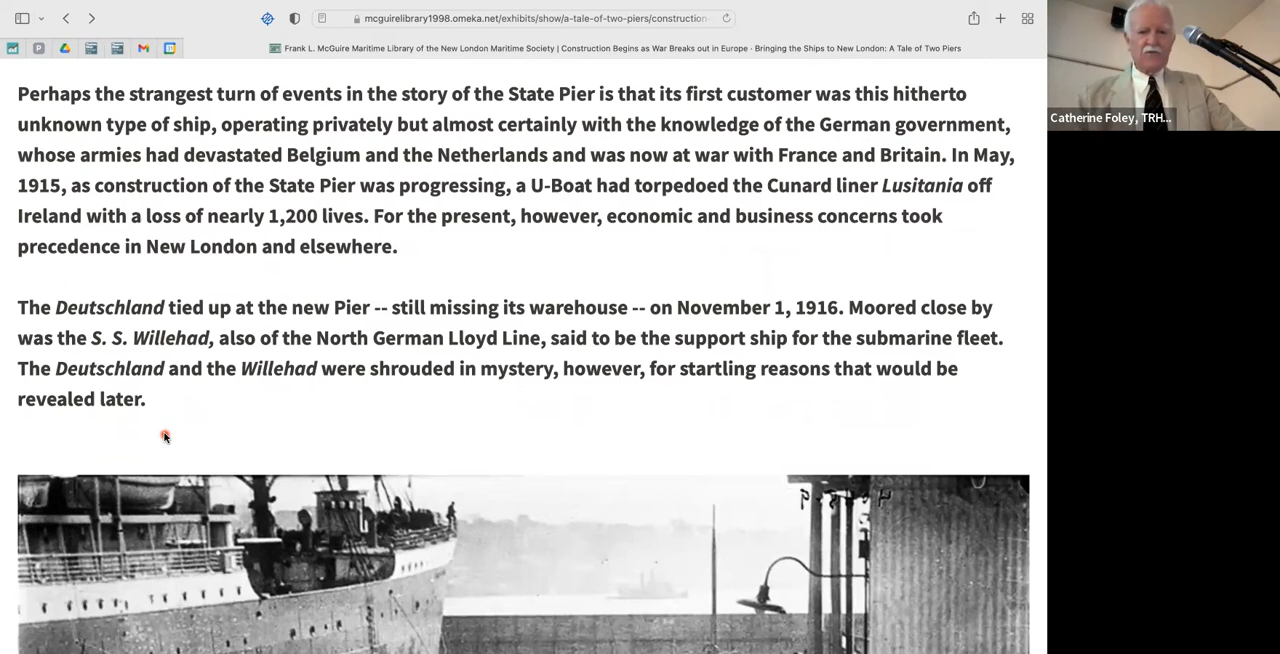 mcguirelibrary1998.omeka.net/exhibits/show/a-tale-of-two-piers/construction-
Frank L. McGuire Maritime Library of the New London Maritime Society | Construction Begins as War Breaks out in Europe · Bringing the Ships to New London: A Tale of Two Piers
Perhaps the strangest turn of events in the story of the State Pier is that its first customer was this hitherto
unknown type of ship, operating privately but almost certainly with the knowledge of the German government,
whose armies had devastated Belgium and the Netherlands and was now at war with France and Britain. In May,
1915, as construction of the State Pier was progressing, a U-Boat had torpedoed the Cunard liner Lusitania off
Ireland with a loss of nearly 1,200 lives. For the present, however, economic and business concerns took
precedence in New London and elsewhere.
The Deutschland tied up at the new Pier -- still missing its warehouse -- on November 1, 1916. Moored close by
was the S. S. Willehad, also of the North German Lloyd Line, said to be the support ship for the submarine fleet.
The Deutschland and the Willehad were shrouded in mystery, however, for startling reasons that would be
revealed later.
Catherine Foley, TRH...